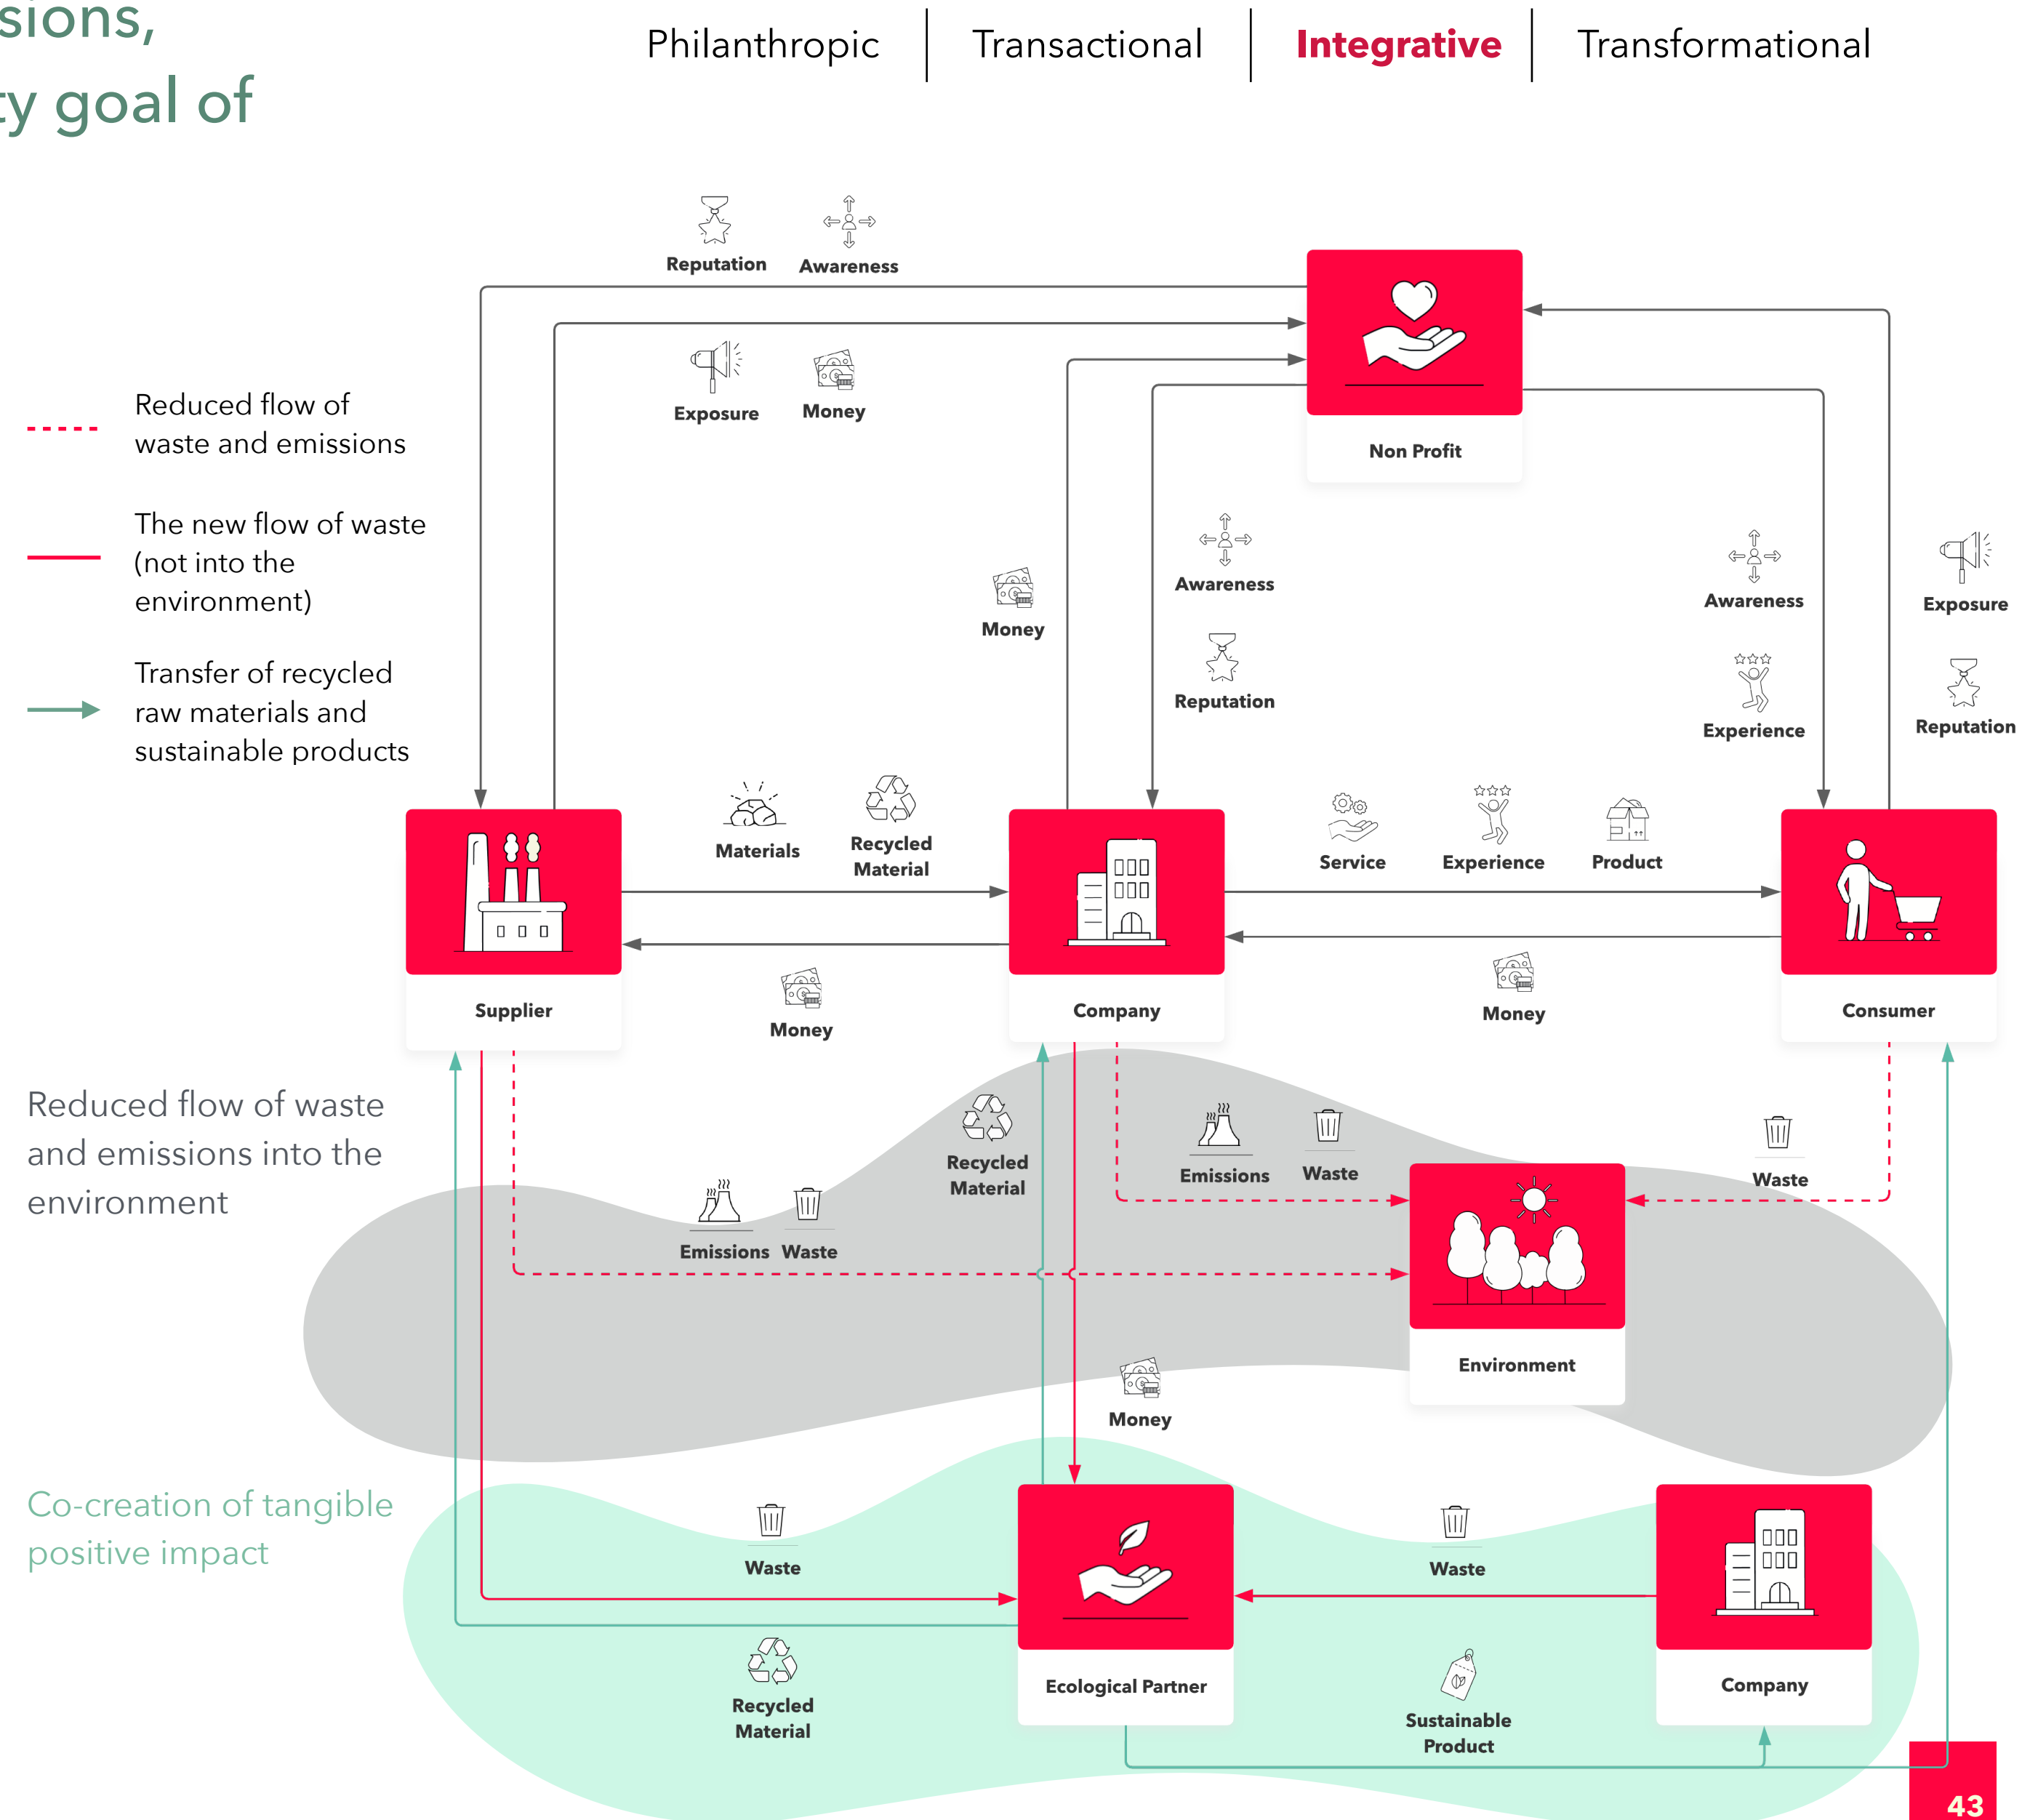 sions,
ty goal of
Philanthropic
Transactional
Integrative
Transformational
Reputation
Awareness
Exposure
Money
Non Profit
Reduced flow of
waste and emissions
The new flow of waste
(not into the
environment)
Transfer of recycled
raw materials and
sustainable products
Money
Awareness
Reputation
Awareness
Experience
Exposure
Reputation
Materials
Recycled
Material
Service
Experience
Product
Supplier
Money
Company
Money
Consumer
Reduced flow of waste
and emissions into the
environment
Emissions
Waste
Recycled
Material
Emissions
Waste
Waste
Environment
Money
Co-creation of tangible
positive impact
Waste
Waste
Recycled
Material
Ecological Partner
Sustainable
Product
Company
43